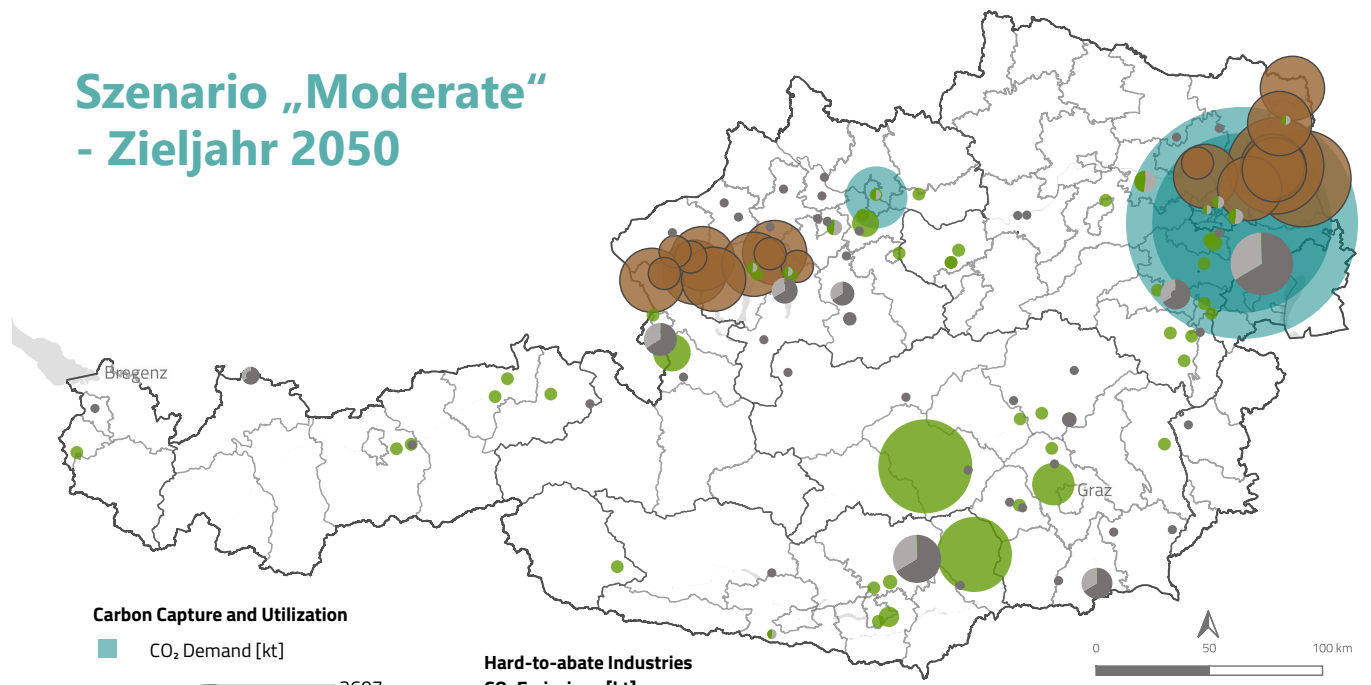 Szenario „Moderate“
- Zieljahr 2050
Bregenz
Graz
Carbon Capture and Utilization
CO₂ Demand [kt]
Hard-to-abate Industries
0 50 100 km